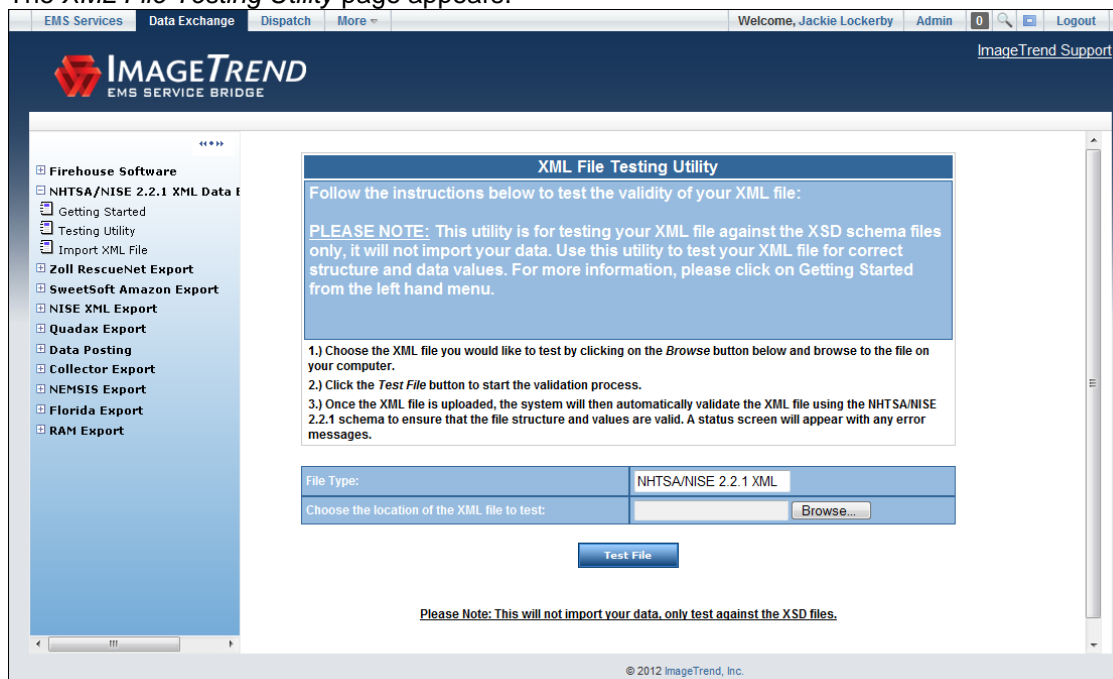 The XML File Testing Utility page appears.
EMS Services Data Exchange Dispatch More Welcome, Jackie Lockerby Admin 0 Logout
ImageTrend Support
IMAGETREND
EMS SERVICE BRIDGE
Firehouse Software
NHTSA/NISE 2.2.1 XML Data E
Getting Started
Testing Utility
Import XML File
Zoll RescueNet Export
SweetSoft Amazon Export
NISE XML Export
Quadax Export
Data Posting
Collector Export
NEMSIS Export
Florida Export
RAM Export
XML File Testing Utility
Follow the instructions below to test the validity of your XML file:
PLEASE NOTE: This utility is for testing your XML file against the XSD schema files
only, it will not import your data. Use this utility to test your XML file for correct
structure and data values. For more information, please click on Getting Started
from the left hand menu.
1.) Choose the XML file you would like to test by clicking on the Browse button below and browse to the file on
your computer.
2.) Click the Test File button to start the validation process.
3.) Once the XML file is uploaded, the system will then automatically validate the XML file using the NHTSA/NISE
2.2.1 schema to ensure that the file structure and values are valid. A status screen will appear with any error
messages.
File Type: NHTSA/NISE 2.2.1 XML
Choose the location of the XML file to test: Browse...
Test File
Please Note: This will not import your data, only test against the XSD files.
© 2012 ImageTrend, Inc.